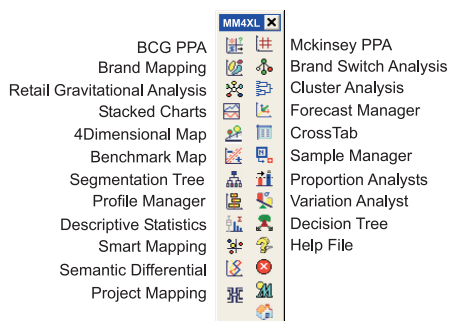 MM4XL X
BCG PPA Mckinsey PPA
Brand Mapping Brand Switch Analysis
Retail Gravitational Analysis Cluster Analysis
Stacked Charts Forecast Manager
4Dimensional Map CrossTab
Benchmark Map Sample Manager
Segmentation Tree Proportion Analysts
Profile Manager Variation Analyst
Descriptive Statistics Decision Tree
Smart Mapping Help File
Semantic Differential
Project Mapping